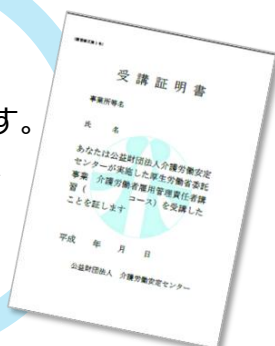 す。
受講証明書
事業所等名
氏　名
あなたは公益財団法人介護労働安定
センターが実施した厚生労働省委託
事業　介護労働者雇用管理責任者講
習（　　　コース）を受講した
ことを証します
平成　年　月　日
公益財団法人　介護労働安定センター